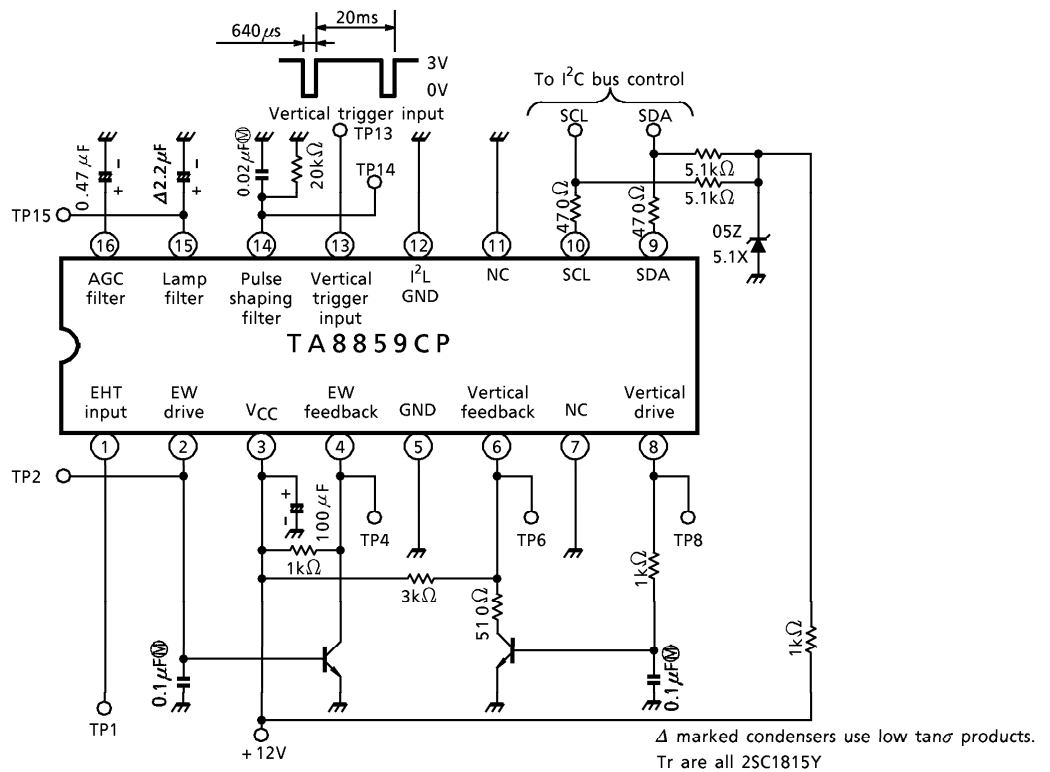 20ms
640μs
3V
0V
Vertical trigger input
To I²C bus control
SCL
SDA
TP13
TP14
TP15
0.47μF
- +
Δ2.2μF
- +
0.02μFⓂ
20kΩ
470Ω
470Ω
5.1kΩ
5.1kΩ
05Z
5.1X
16 15 14 13 12 11 10 9
AGC
filter
Lamp
filter
Pulse
shaping
filter
Vertical
trigger
input
I²L
GND
NC
SCL
SDA
TA8859CP
EHT
input
EW
drive
VCC
EW
feedback
GND
Vertical
feedback
NC
Vertical
drive
1 2 3 4 5 6 7 8
TP2
+
-
100μF
TP4
TP6
TP8
1kΩ
3kΩ
510Ω
1kΩ
1kΩ
0.1μFⓂ
0.1μFⓂ
TP1
+12V
Δ marked condensers use low tanσ products.
Tr are all 2SC1815Y